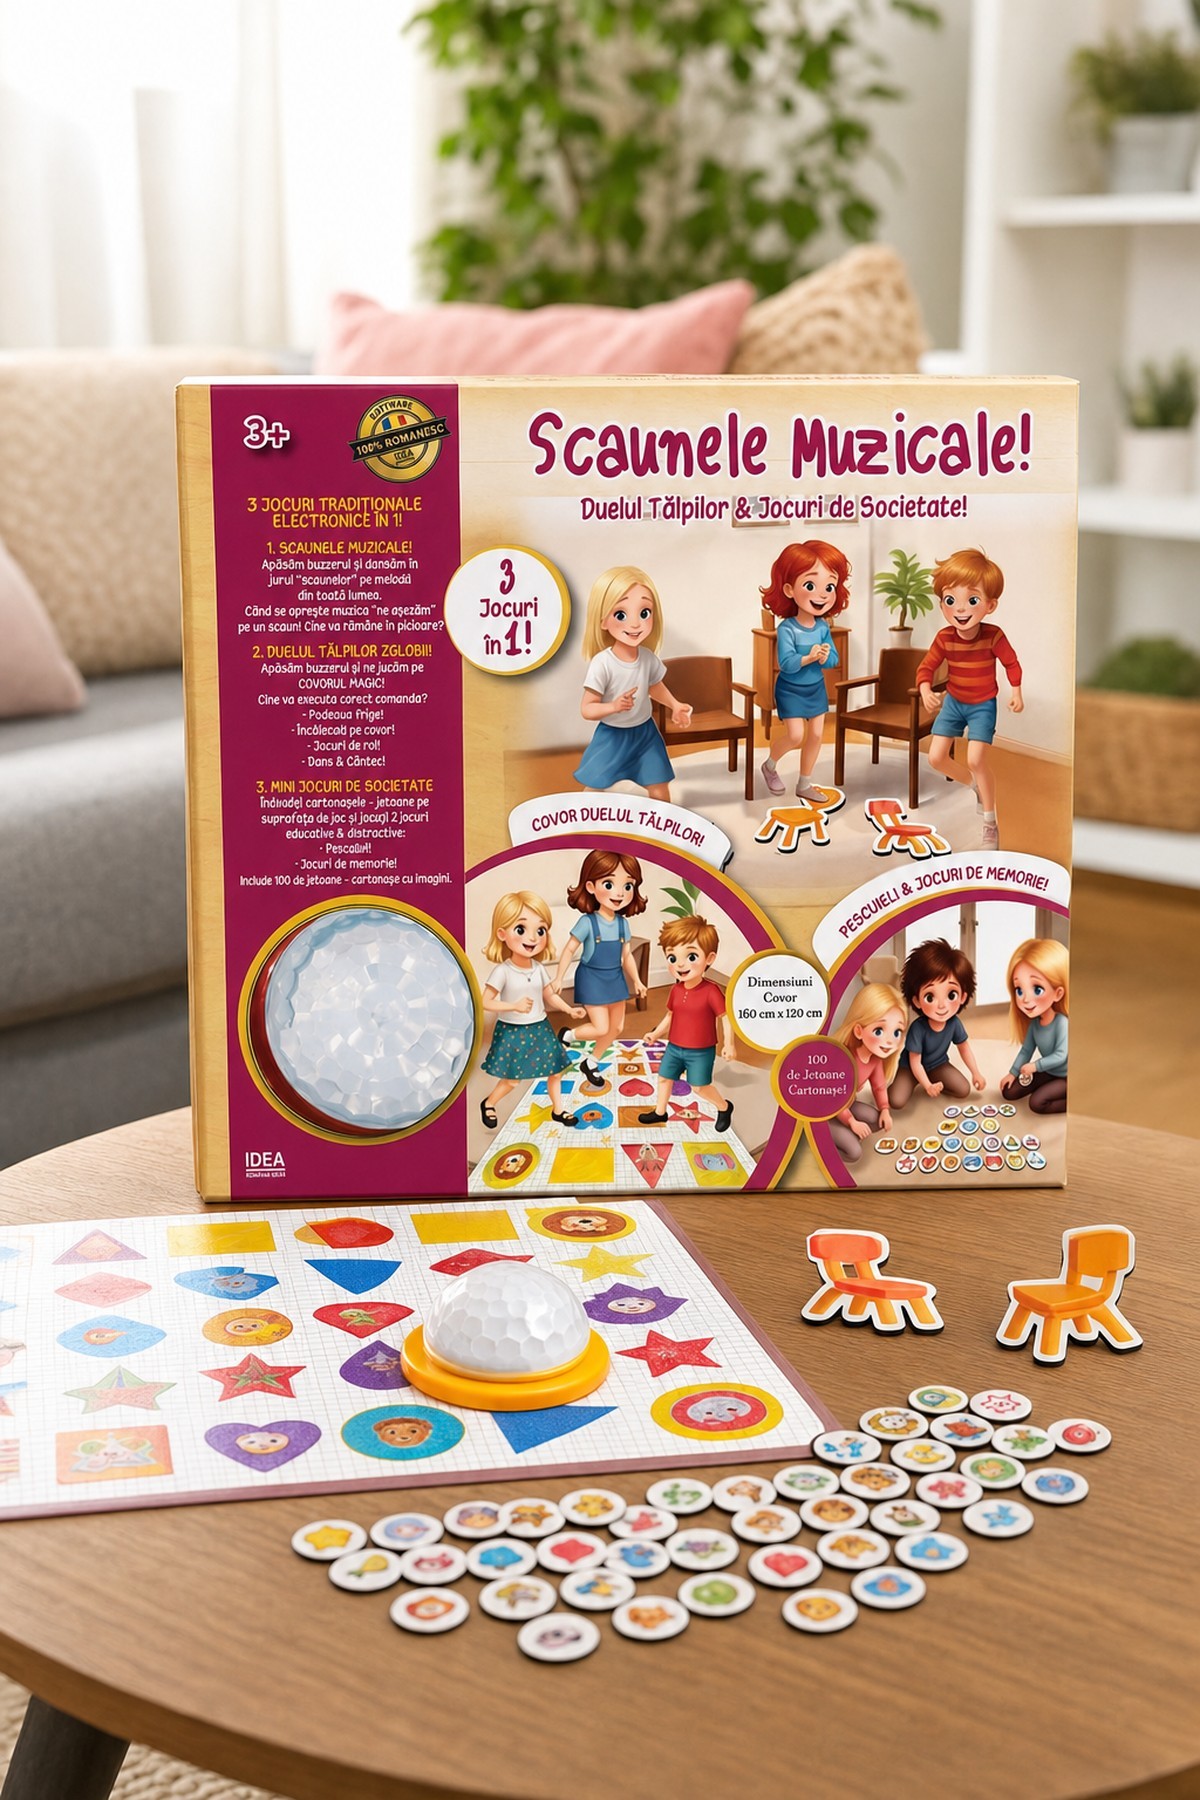 3+
SOFTWARE
100% ROMANESC
IDEA
Scaunele Muzicale!
Duelul Tălpilor & Jocuri de Societate!
3 JOCURI TRADIȚIONALE
ELECTRONICE ÎN 1!
1. SCAUNELE MUZICALE!
Apăsăm buzzerul și dansăm în
jurul "scaunelor" pe melodii
din toată lumea.
Când se oprește muzica "ne așezăm"
pe un scaun! Cine va rămâne în picioare?
2. DUELUL TĂLPILOR ZGLOBII!
Apăsăm buzzerul și ne jucăm pe
COVORUL MAGIC!
Cine va executa corect comanda?
- Podeaua frige!
- Încălecați pe covor!
- Jocuri de rol!
- Dans & Cântec!
3. MINI JOCURI DE SOCIETATE
cartonașele - jetoane pe
suprafața de joc și 2 jocuri
educative & distractive:
- Jocuri de memorie!
Include 100 de jetoane - cartonașe cu imagini.
IDEA
3
Jocuri
în 1!
COVOR DUELUL TĂLPILOR!
PESCUIELI & JOCURI DE MEMORIE!
Dimensiuni
Covor
160 cm x 120 cm
100
de Jetoane
Cartonașe!